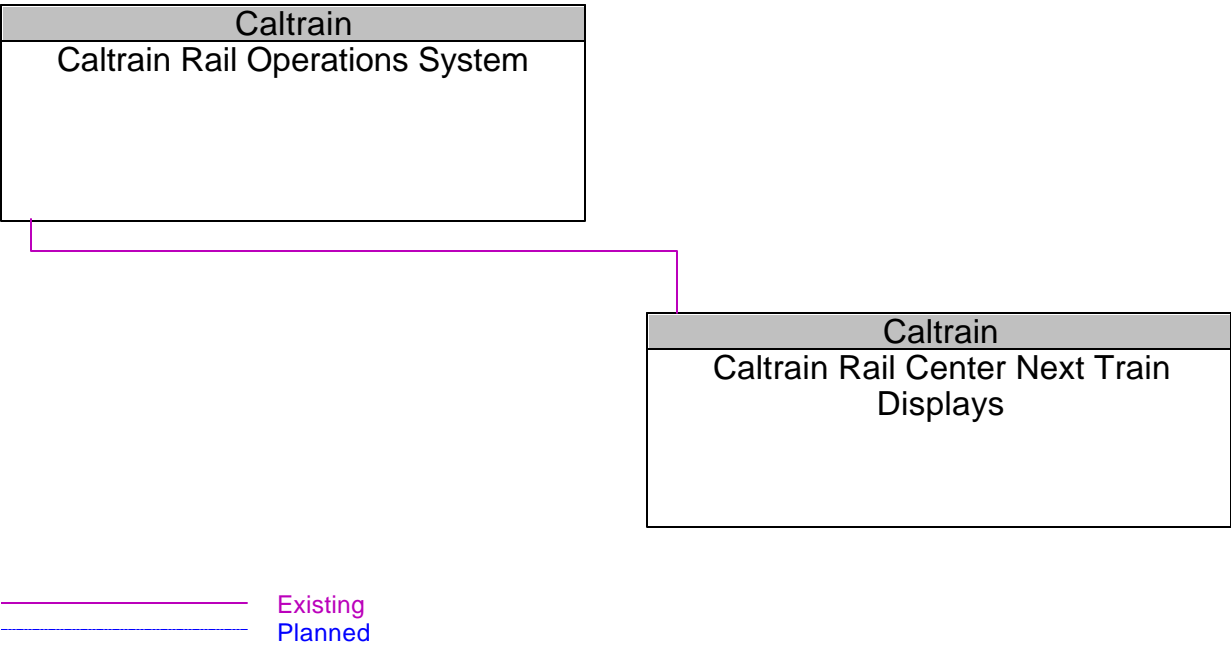 Caltrain
Caltrain Rail Operations System
Caltrain
Caltrain Rail Center Next Train
Displays
Existing
Planned